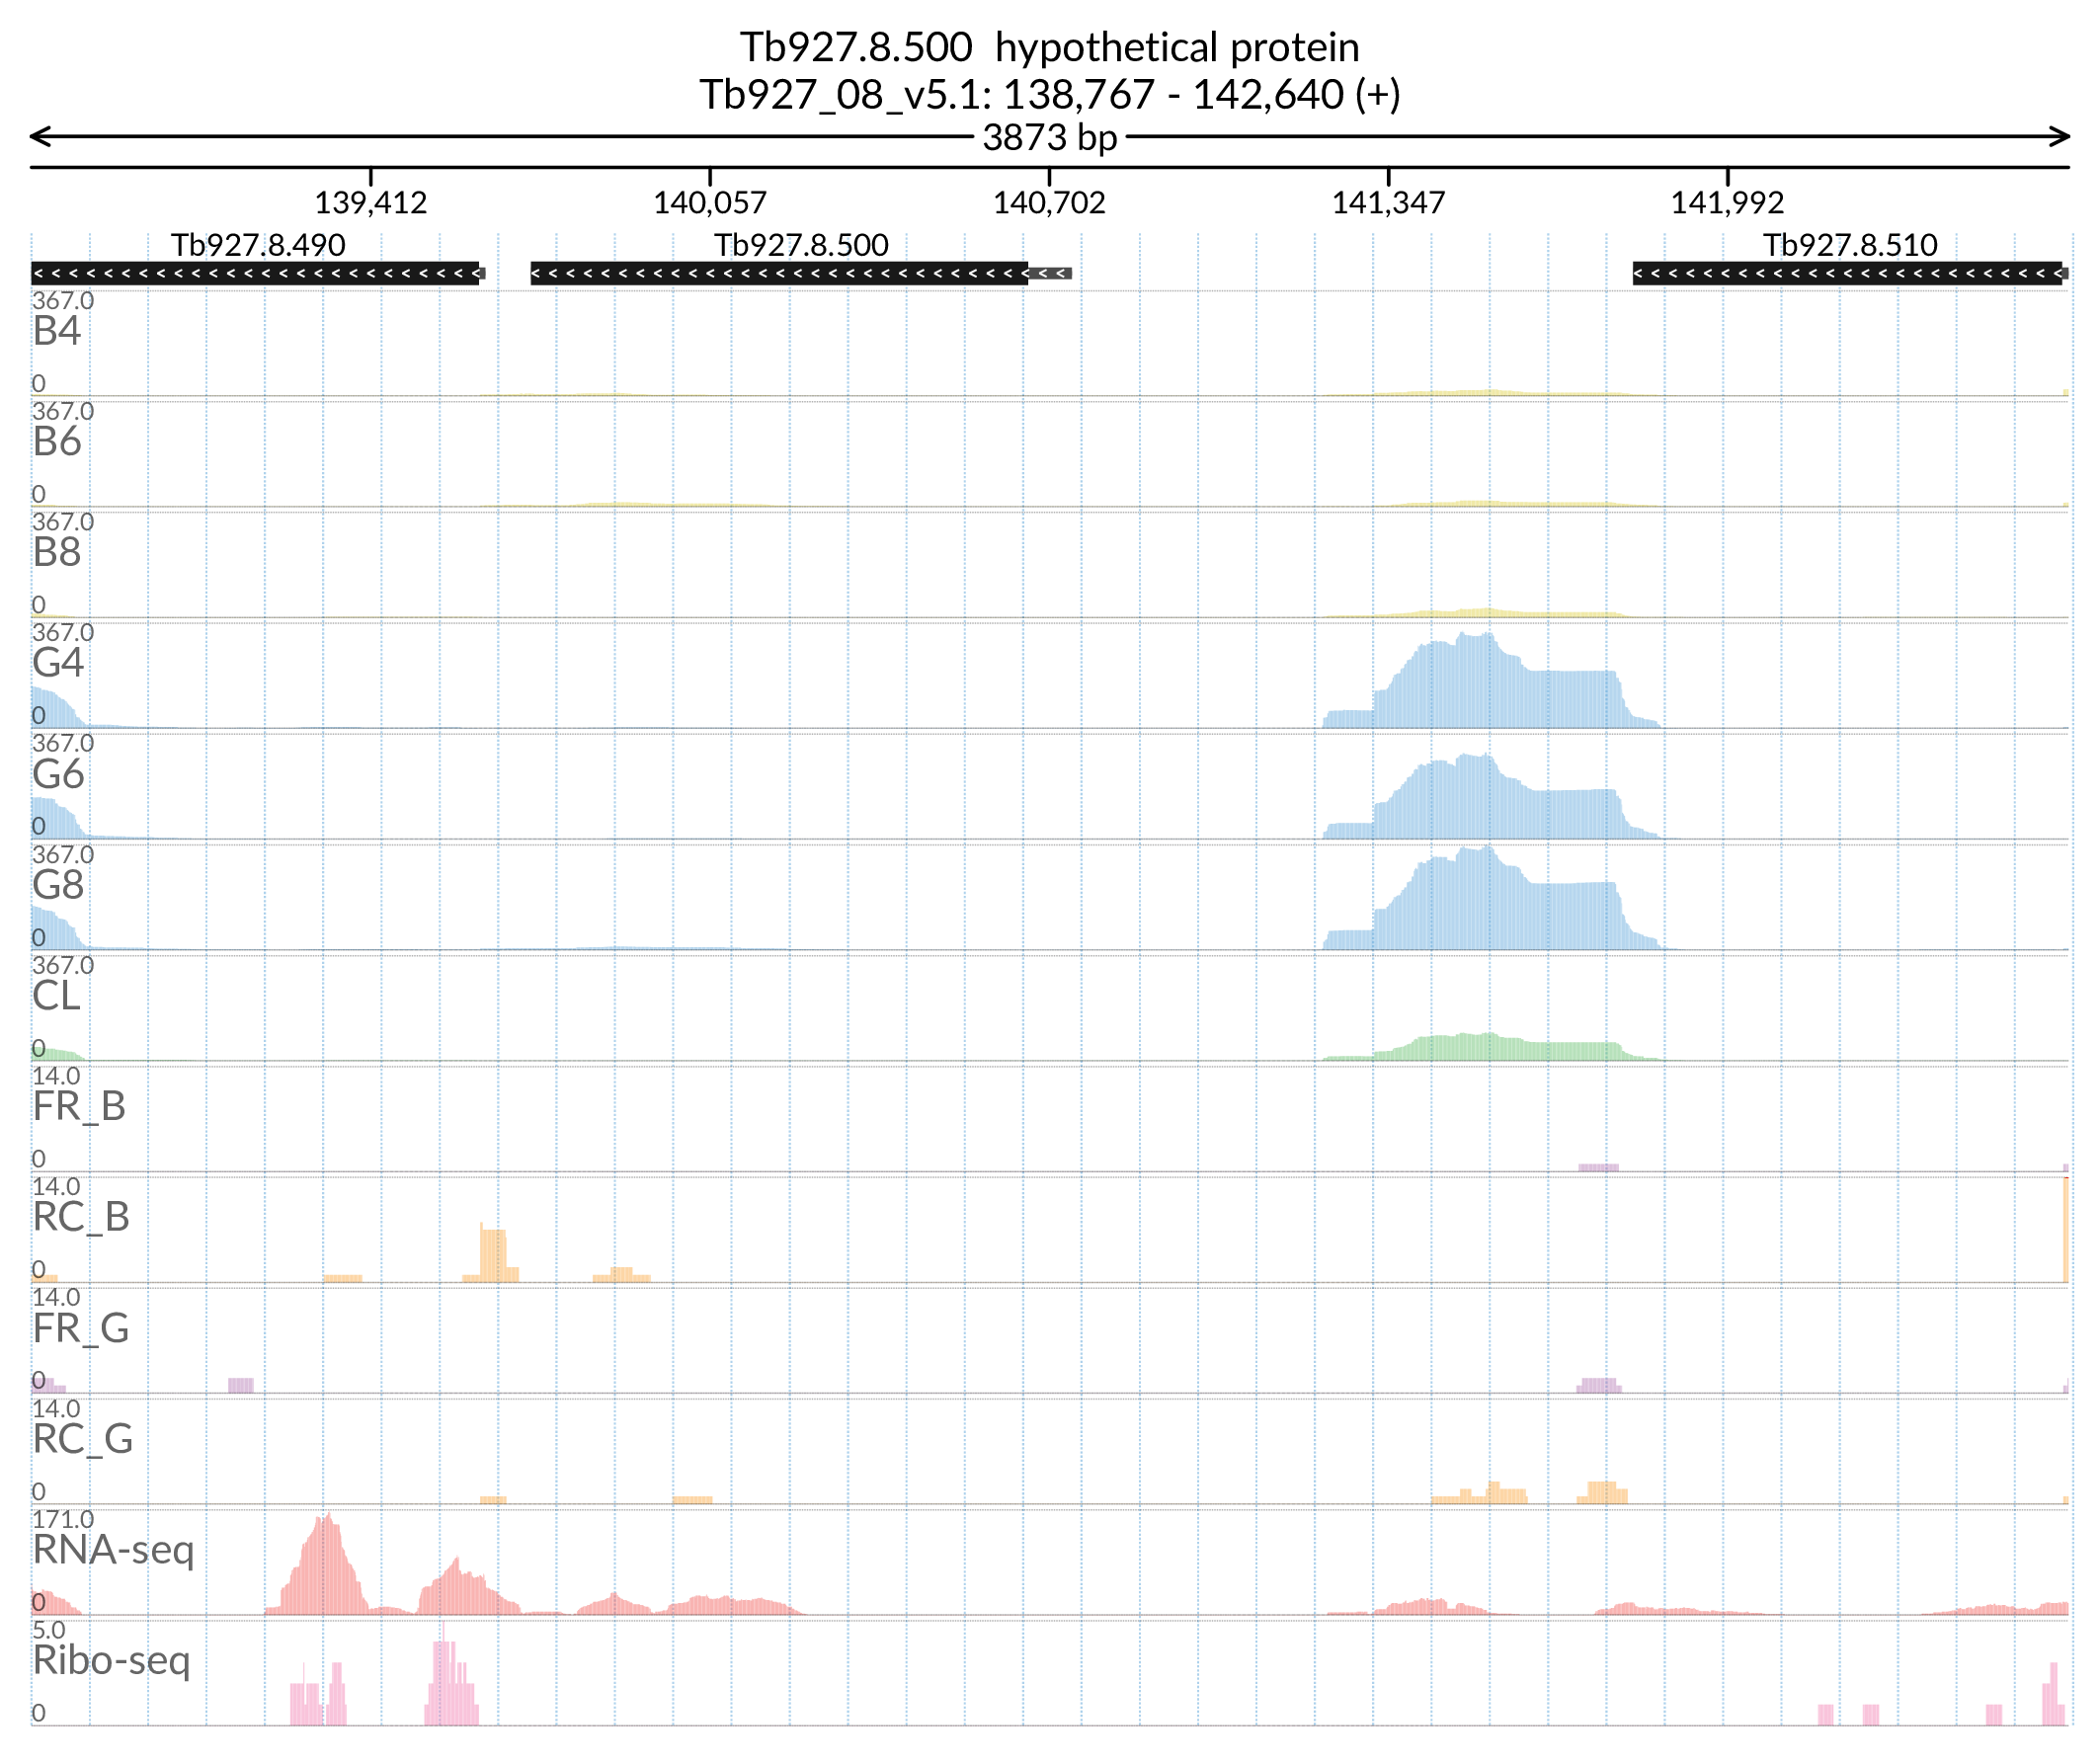 Tb927.8.500 hypothetical protein
Tb927_08_v5.1: 138,767 - 142,640 (+)
3873 bp
139,412 140,057 140,702 141,347 141,992
Tb927.8.490 Tb927.8.500 Tb927.8.510
367.0
B4
0
367.0
B6
0
367.0
B8
0
367.0
G4
0
367.0
G6
0
367.0
G8
0
367.0
CL
0
14.0
FR_B
0
14.0
RC_B
0
14.0
FR_G
0
14.0
RC_G
0
171.0
RNA-seq
0
5.0
Ribo-seq
0